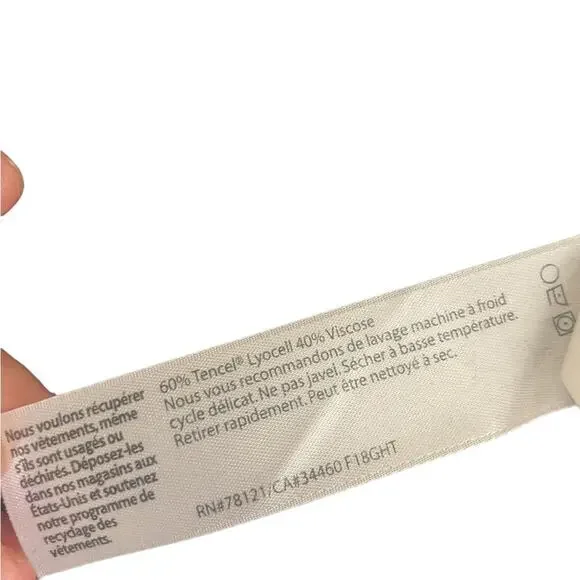 Nous voulons récupérer
nos vêtements, même
s'ils sont usagés ou
déchirés. Déposez-les
dans nos magasins aux
États-Unis et soutenez
notre programme de
recyclage des
vêtements.
60% Tencel® Lyocell 40% Viscose
Nous vous recommandons de lavage machine à froid
cycle délicat. Ne pas Javel. Sécher à basse température.
Retirer rapidement. Peut être nettoyé à sec.
RN#78121/CA#34460 F18GHT